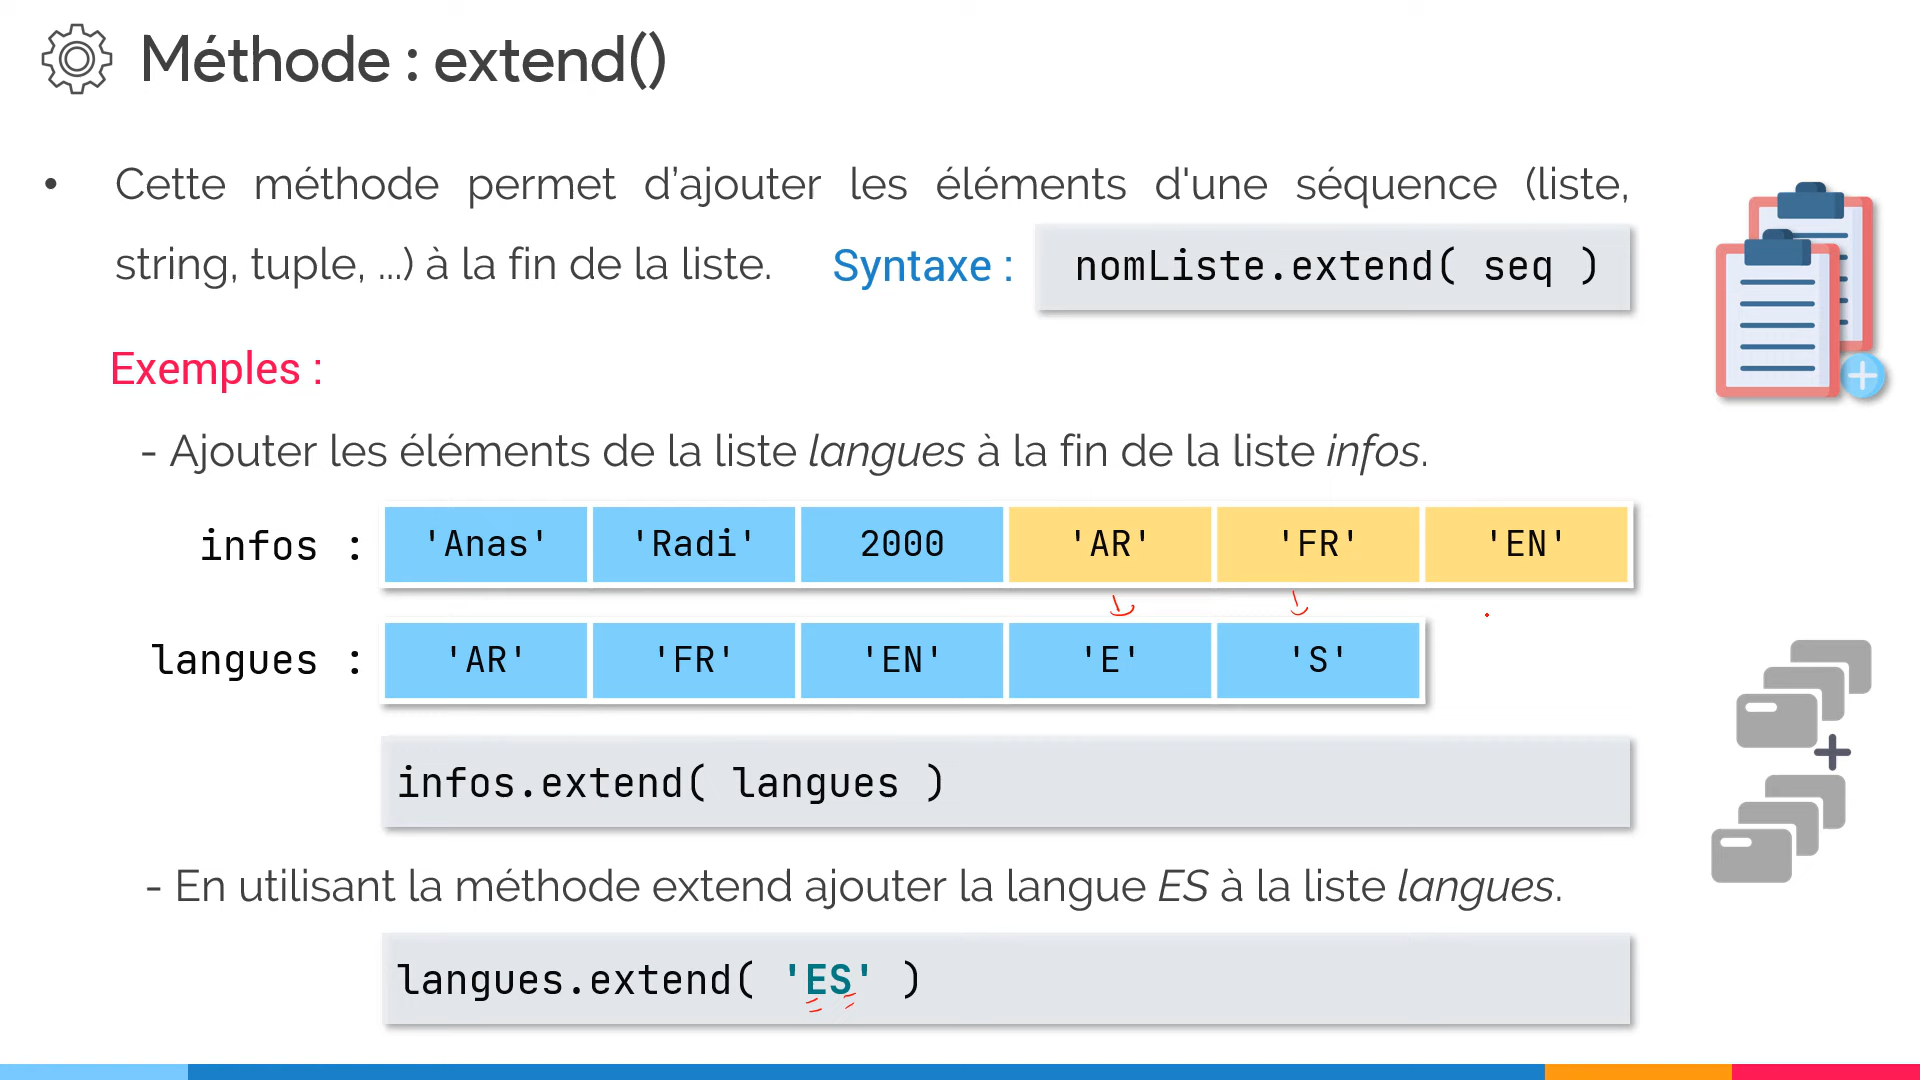 Méthode : extend()
• Cette méthode permet d’ajouter les éléments d'une séquence (liste,
string, tuple, ...) à la fin de la liste. Syntaxe : nomListe.extend( seq )
Exemples :
- Ajouter les éléments de la liste langues à la fin de la liste infos.
infos : 'Anas' 'Radi' 2000 'AR' 'FR' 'EN'
langues : 'AR' 'FR' 'EN' 'E' 'S'
infos.extend( langues )
- En utilisant la méthode extend ajouter la langue ES à la liste langues.
langues.extend( 'ES' )